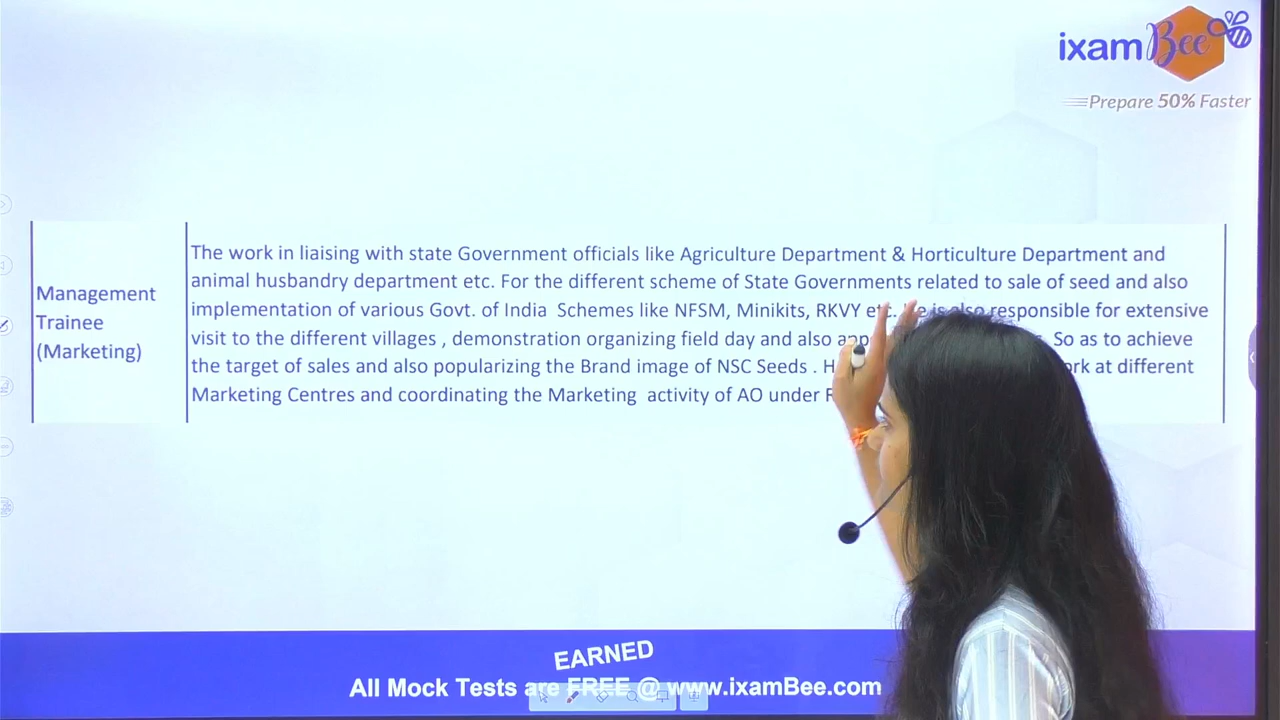 ixamBee
Prepare 50% Faster
Management
Trainee
(Marketing)
The work in liaising with state Government officials like Agriculture Department & Horticulture Department and
animal husbandry department etc. For the different scheme of State Governments related to sale of seed and also
implementation of various Govt. of India Schemes like NFSM, Minikits, RKVY etc. is also responsible for extensive
visit to the different villages , demonstration organizing field day and also So as to achieve
the target of sales and also popularizing the Brand image of NSC Seeds . at different
Marketing Centres and coordinating the Marketing activity of AO under
EARNED
All Mock Tests are FREE @ www.ixamBee.com